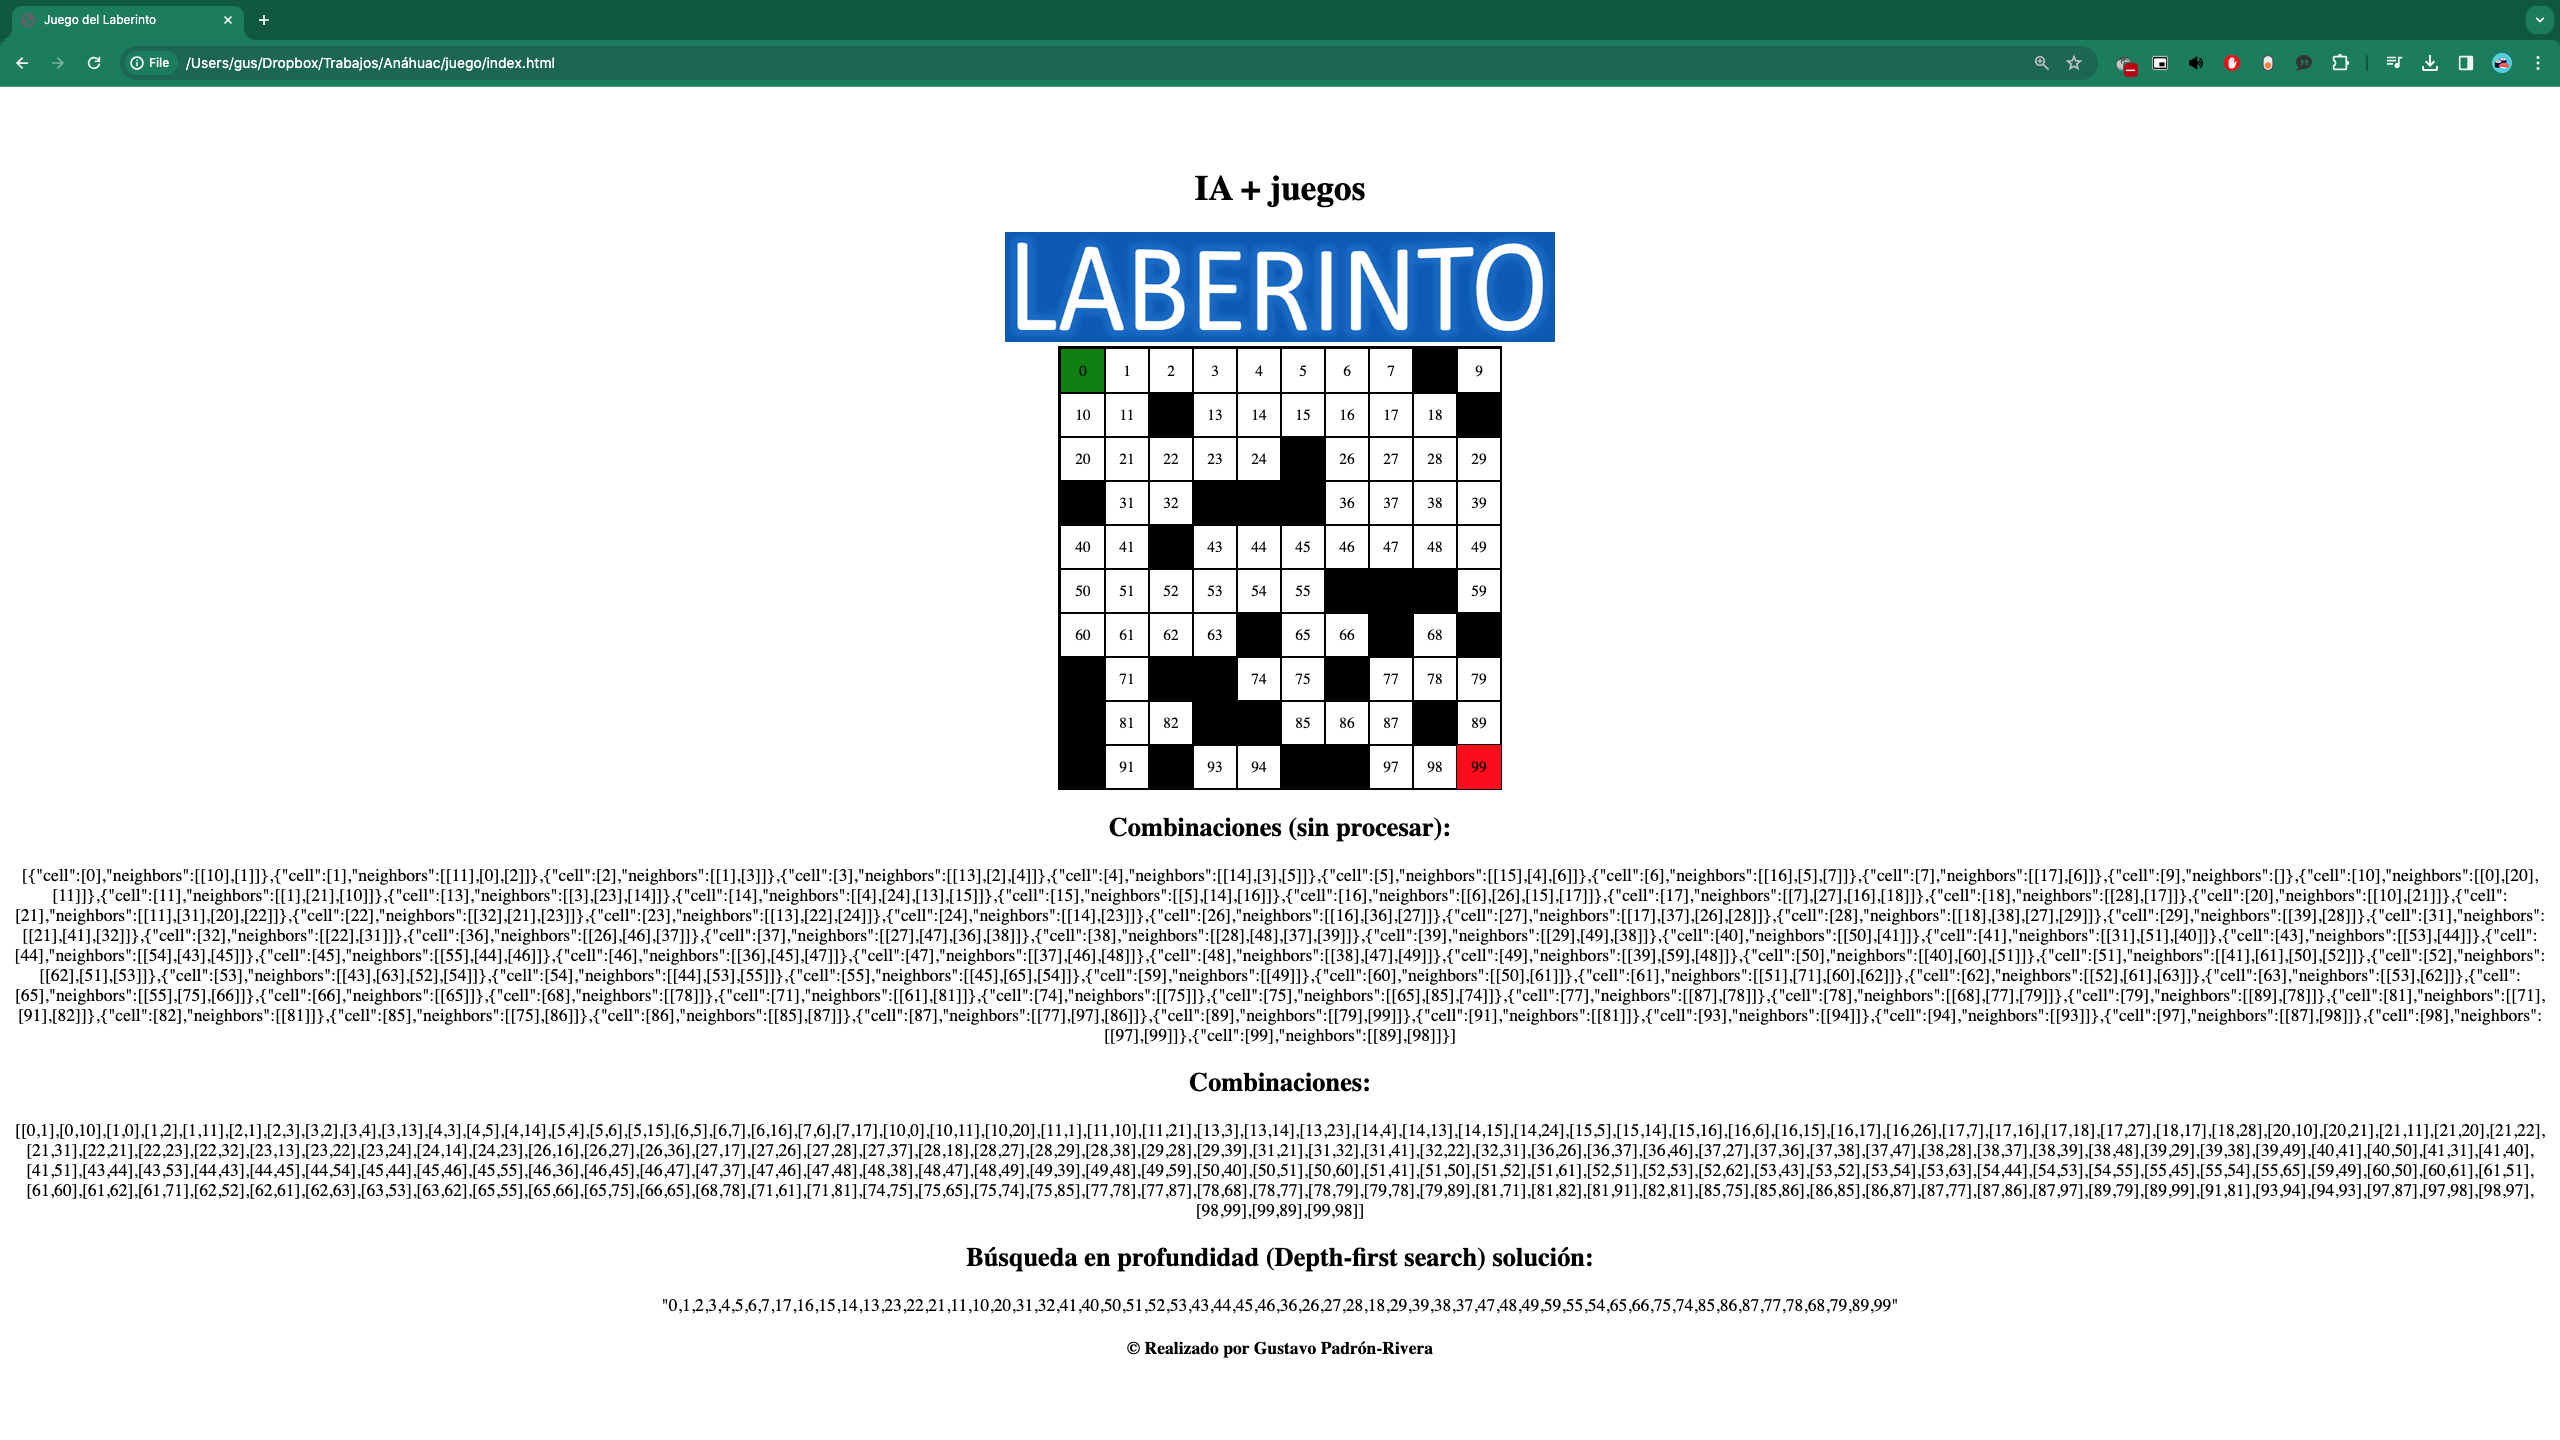 Juego del Laberinto
File /Users/gus/Dropbox/Trabajos/Anáhuac/juego/index.html
IA + juegos
LABERINTO
0 1 2 3 4 5 6 7 9
10 11 13 14 15 16 17 18
20 21 22 23 24 26 27 28 29
31 32 36 37 38 39
40 41 43 44 45 46 47 48 49
50 51 52 53 54 55 59
60 61 62 63 65 66 68
71 74 75 77 78 79
81 82 85 86 87 89
91 93 94 97 98 99
Combinaciones (sin procesar):
[{"cell":[0],"neighbors":[[10],[1]]},{"cell":[1],"neighbors":[[11],[0],[2]]},{"cell":[2],"neighbors":[[1],[3]]},{"cell":[3],"neighbors":[[13],[2],[4]]},{"cell":[4],"neighbors":[[14],[3],[5]]},{"cell":[5],"neighbors":[[15],[4],[6]]},{"cell":[6],"neighbors":[[16],[5],[7]]},{"cell":[7],"neighbors":[[17],[6]]},{"cell":[9],"neighbors":[]},{"cell":[10],"neighbors":[[0],[20],
[11]]},{"cell":[11],"neighbors":[[1],[21],[10]]},{"cell":[13],"neighbors":[[3],[23],[14]]},{"cell":[14],"neighbors":[[4],[24],[13],[15]]},{"cell":[15],"neighbors":[[5],[14],[16]]},{"cell":[16],"neighbors":[[6],[26],[15],[17]]},{"cell":[17],"neighbors":[[7],[27],[16],[18]]},{"cell":[18],"neighbors":[[28],[17]]},{"cell":[20],"neighbors":[[10],[21]]},{"cell":
[21],"neighbors":[[11],[31],[20],[22]]},{"cell":[22],"neighbors":[[32],[21],[23]]},{"cell":[23],"neighbors":[[13],[22],[24]]},{"cell":[24],"neighbors":[[14],[23]]},{"cell":[26],"neighbors":[[16],[36],[27]]},{"cell":[27],"neighbors":[[17],[37],[26],[28]]},{"cell":[28],"neighbors":[[18],[38],[27],[29]]},{"cell":[29],"neighbors":[[39],[28]]},{"cell":[31],"neighbors":
[[21],[41],[32]]},{"cell":[32],"neighbors":[[22],[31]]},{"cell":[36],"neighbors":[[26],[46],[37]]},{"cell":[37],"neighbors":[[27],[47],[36],[38]]},{"cell":[38],"neighbors":[[28],[48],[37],[39]]},{"cell":[39],"neighbors":[[29],[49],[38]]},{"cell":[40],"neighbors":[[50],[41]]},{"cell":[41],"neighbors":[[31],[51],[40]]},{"cell":[43],"neighbors":[[53],[44]]},{"cell":
[44],"neighbors":[[54],[43],[45]]},{"cell":[45],"neighbors":[[55],[44],[46]]},{"cell":[46],"neighbors":[[36],[45],[47]]},{"cell":[47],"neighbors":[[37],[46],[48]]},{"cell":[48],"neighbors":[[38],[47],[49]]},{"cell":[49],"neighbors":[[39],[59],[48]]},{"cell":[50],"neighbors":[[40],[60],[51]]},{"cell":[51],"neighbors":[[41],[61],[50],[52]]},{"cell":[52],"neighbors":
[[62],[51],[53]]},{"cell":[53],"neighbors":[[43],[63],[52],[54]]},{"cell":[54],"neighbors":[[44],[53],[55]]},{"cell":[55],"neighbors":[[45],[65],[54]]},{"cell":[59],"neighbors":[[49]]},{"cell":[60],"neighbors":[[50],[61]]},{"cell":[61],"neighbors":[[51],[71],[60],[62]]},{"cell":[62],"neighbors":[[52],[61],[63]]},{"cell":[63],"neighbors":[[53],[62]]},{"cell":
[65],"neighbors":[[55],[75],[66]]},{"cell":[66],"neighbors":[[65]]},{"cell":[68],"neighbors":[[78]]},{"cell":[71],"neighbors":[[61],[81]]},{"cell":[74],"neighbors":[[75]]},{"cell":[75],"neighbors":[[65],[85],[74]]},{"cell":[77],"neighbors":[[87],[78]]},{"cell":[78],"neighbors":[[68],[77],[79]]},{"cell":[79],"neighbors":[[89],[78]]},{"cell":[81],"neighbors":[[71],
[91],[82]]},{"cell":[82],"neighbors":[[81]]},{"cell":[85],"neighbors":[[75],[86]]},{"cell":[86],"neighbors":[[85],[87]]},{"cell":[87],"neighbors":[[77],[97],[86]]},{"cell":[89],"neighbors":[[79],[99]]},{"cell":[91],"neighbors":[[81]]},{"cell":[93],"neighbors":[[94]]},{"cell":[94],"neighbors":[[93]]},{"cell":[97],"neighbors":[[87],[98]]},{"cell":[98],"neighbors":
[[97],[99]]},{"cell":[99],"neighbors":[[89],[98]]}]
Combinaciones:
[[0,1],[0,10],[1,0],[1,2],[1,11],[2,1],[2,3],[3,2],[3,4],[3,13],[4,3],[4,5],[4,14],[5,4],[5,6],[5,15],[6,5],[6,7],[6,16],[7,6],[7,17],[10,0],[10,11],[10,20],[11,1],[11,10],[11,21],[13,3],[13,14],[13,23],[14,4],[14,13],[14,15],[14,24],[15,5],[15,14],[15,16],[16,6],[16,15],[16,17],[16,26],[17,7],[17,16],[17,18],[17,27],[18,17],[18,28],[20,10],[20,21],[21,11],[21,20],[21,22],
[21,31],[22,21],[22,23],[22,32],[23,13],[23,22],[23,24],[24,14],[24,23],[26,16],[26,27],[26,36],[27,17],[27,26],[27,28],[27,37],[28,18],[28,27],[28,29],[28,38],[29,28],[29,39],[31,21],[31,32],[31,41],[32,22],[32,31],[36,26],[36,37],[36,46],[37,27],[37,36],[37,38],[37,47],[38,28],[38,37],[38,39],[38,48],[39,29],[39,38],[39,49],[40,41],[40,50],[41,31],[41,40],
[41,51],[43,44],[43,53],[44,43],[44,45],[44,54],[45,44],[45,46],[45,55],[46,36],[46,45],[46,47],[47,37],[47,46],[47,48],[48,38],[48,47],[48,49],[49,39],[49,48],[49,59],[50,40],[50,51],[50,60],[51,41],[51,50],[51,52],[51,61],[52,51],[52,53],[52,62],[53,43],[53,52],[53,54],[53,63],[54,44],[54,53],[54,55],[55,45],[55,54],[55,65],[59,49],[60,50],[60,61],[61,51],
[61,60],[61,62],[61,71],[62,52],[62,61],[62,63],[63,53],[63,62],[65,55],[65,66],[65,75],[66,65],[68,78],[71,61],[71,81],[74,75],[75,65],[75,74],[75,85],[77,78],[77,87],[78,68],[78,77],[78,79],[79,78],[79,89],[81,71],[81,82],[81,91],[82,81],[85,75],[85,86],[86,85],[86,87],[87,77],[87,86],[87,97],[89,79],[89,99],[91,81],[93,94],[94,93],[97,87],[97,98],[98,97],
[98,99],[99,89],[99,98]]
Búsqueda en profundidad (Depth-first search) solución:
"0,1,2,3,4,5,6,7,17,16,15,14,13,23,22,21,11,10,20,31,32,41,40,50,51,52,53,43,44,45,46,36,26,27,28,18,29,39,38,37,47,48,49,59,55,54,65,66,75,74,85,86,87,77,78,68,79,89,99"
© Realizado por Gustavo Padrón-Rivera